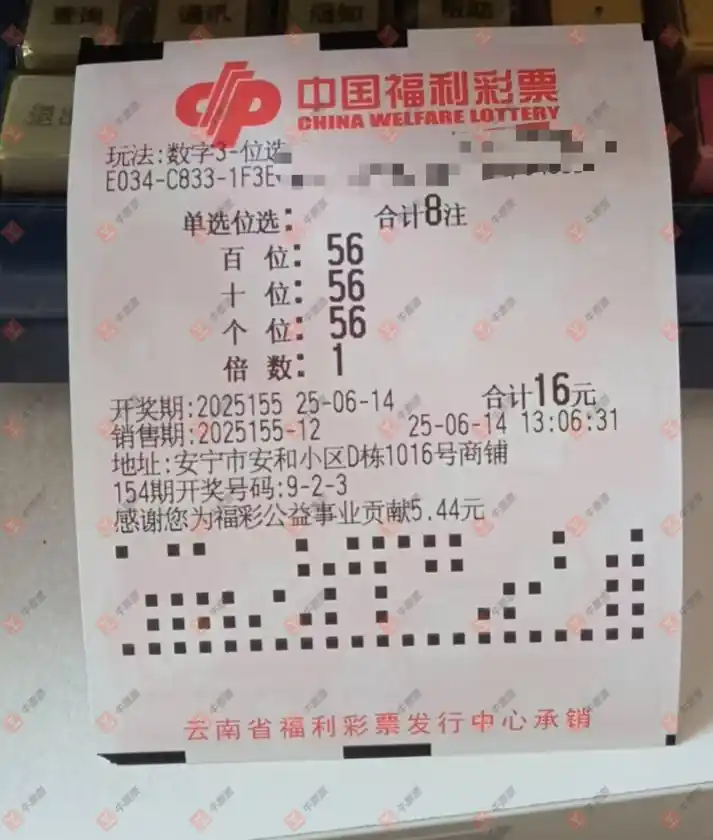 查询
通讯
中国福利彩票
CHINA WELFARE LOTTERY
玩法:数字3-位选
E034-C833-1F3E
单选位选: 合计8注
百 位: 56
十 位: 56
个 位: 56
倍 数: 1
开奖期:2025155 25-06-14 合计16元
销售期:2025155-12 25-06-14 13:06:31
地址:安宁市安和小区D栋1016号商铺
154期开奖号码:9-2-3
感谢您为福彩公益事业贡献5.44元
云南省福利彩票发行中心承销